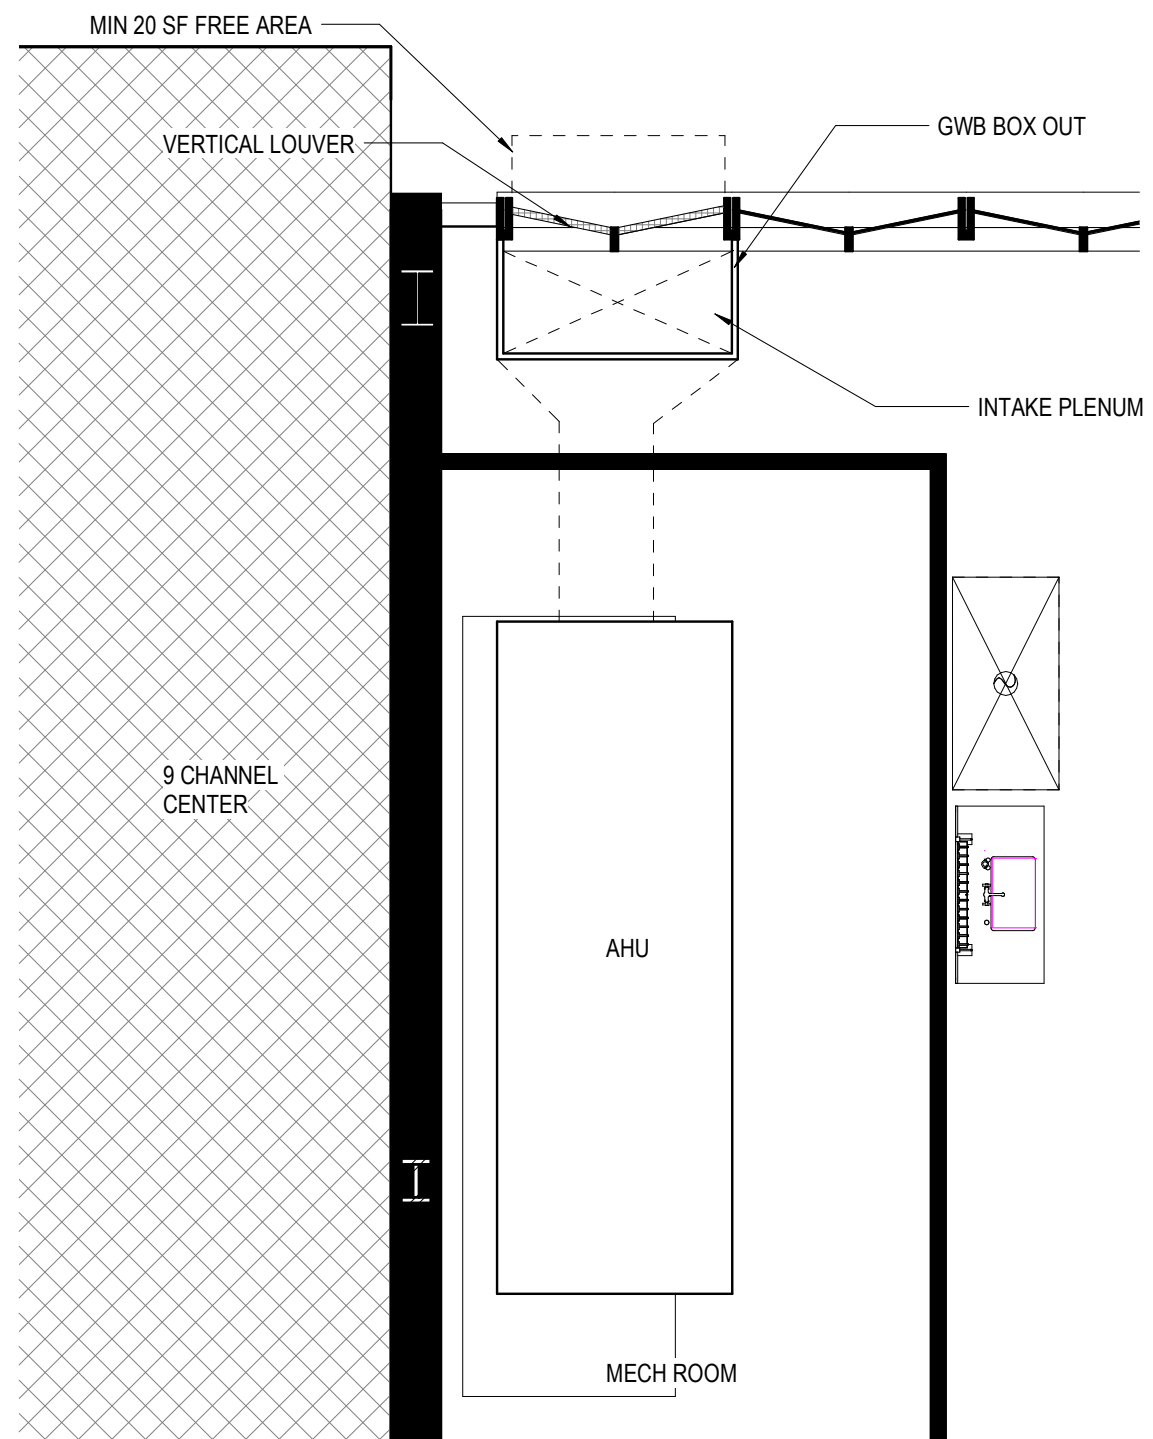 MIN 20 SF FREE AREA
VERTICAL LOUVER
GWB BOX OUT
INTAKE PLENUM
9 CHANNEL
CENTER
AHU
MECH ROOM